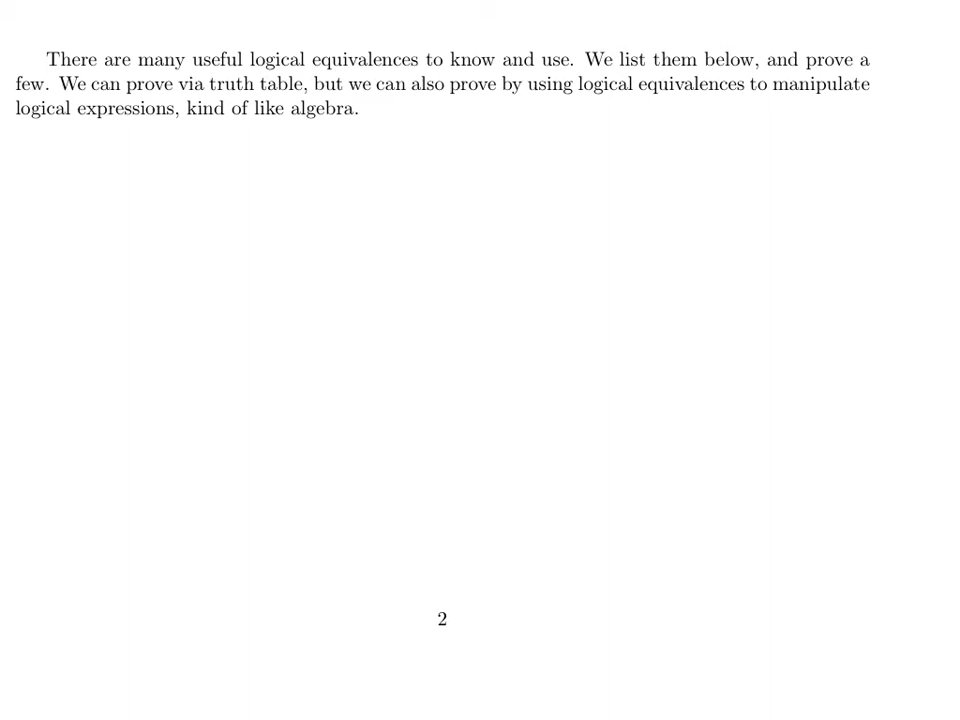 There are many useful logical equivalences to know and use. We list them below, and prove a
few. We can prove via truth table, but we can also prove by using logical equivalences to manipulate
logical expressions, kind of like algebra.
2